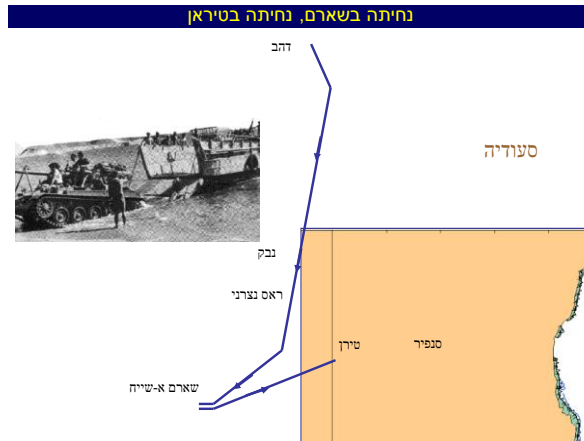 נחיתה בשארם, נחיתה בטיראן
דהב
סעודיה
נבק
ראס נצרני
טירן
סנפיר
שארם א-שייח